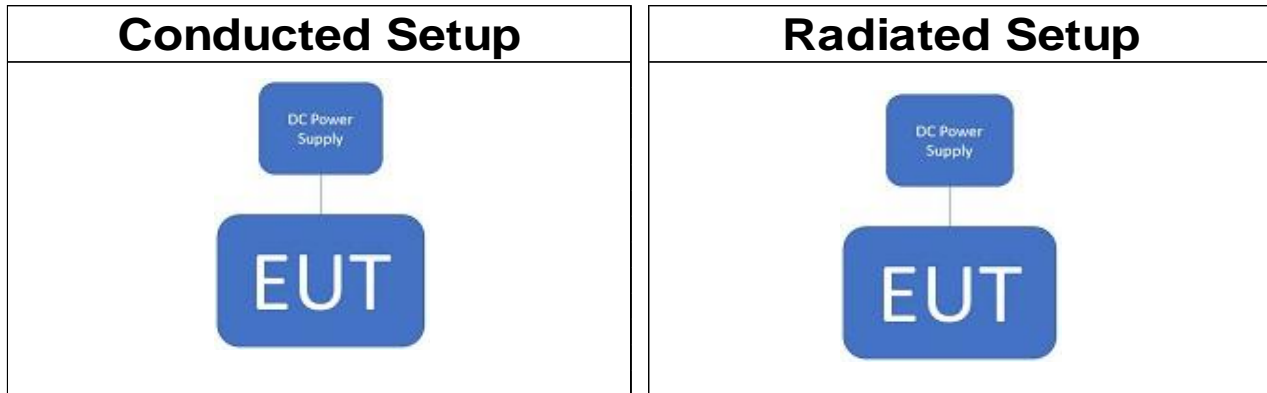 Conducted Setup
DC Power
Supply
EUT
Radiated Setup
DC Power
Supply
EUT